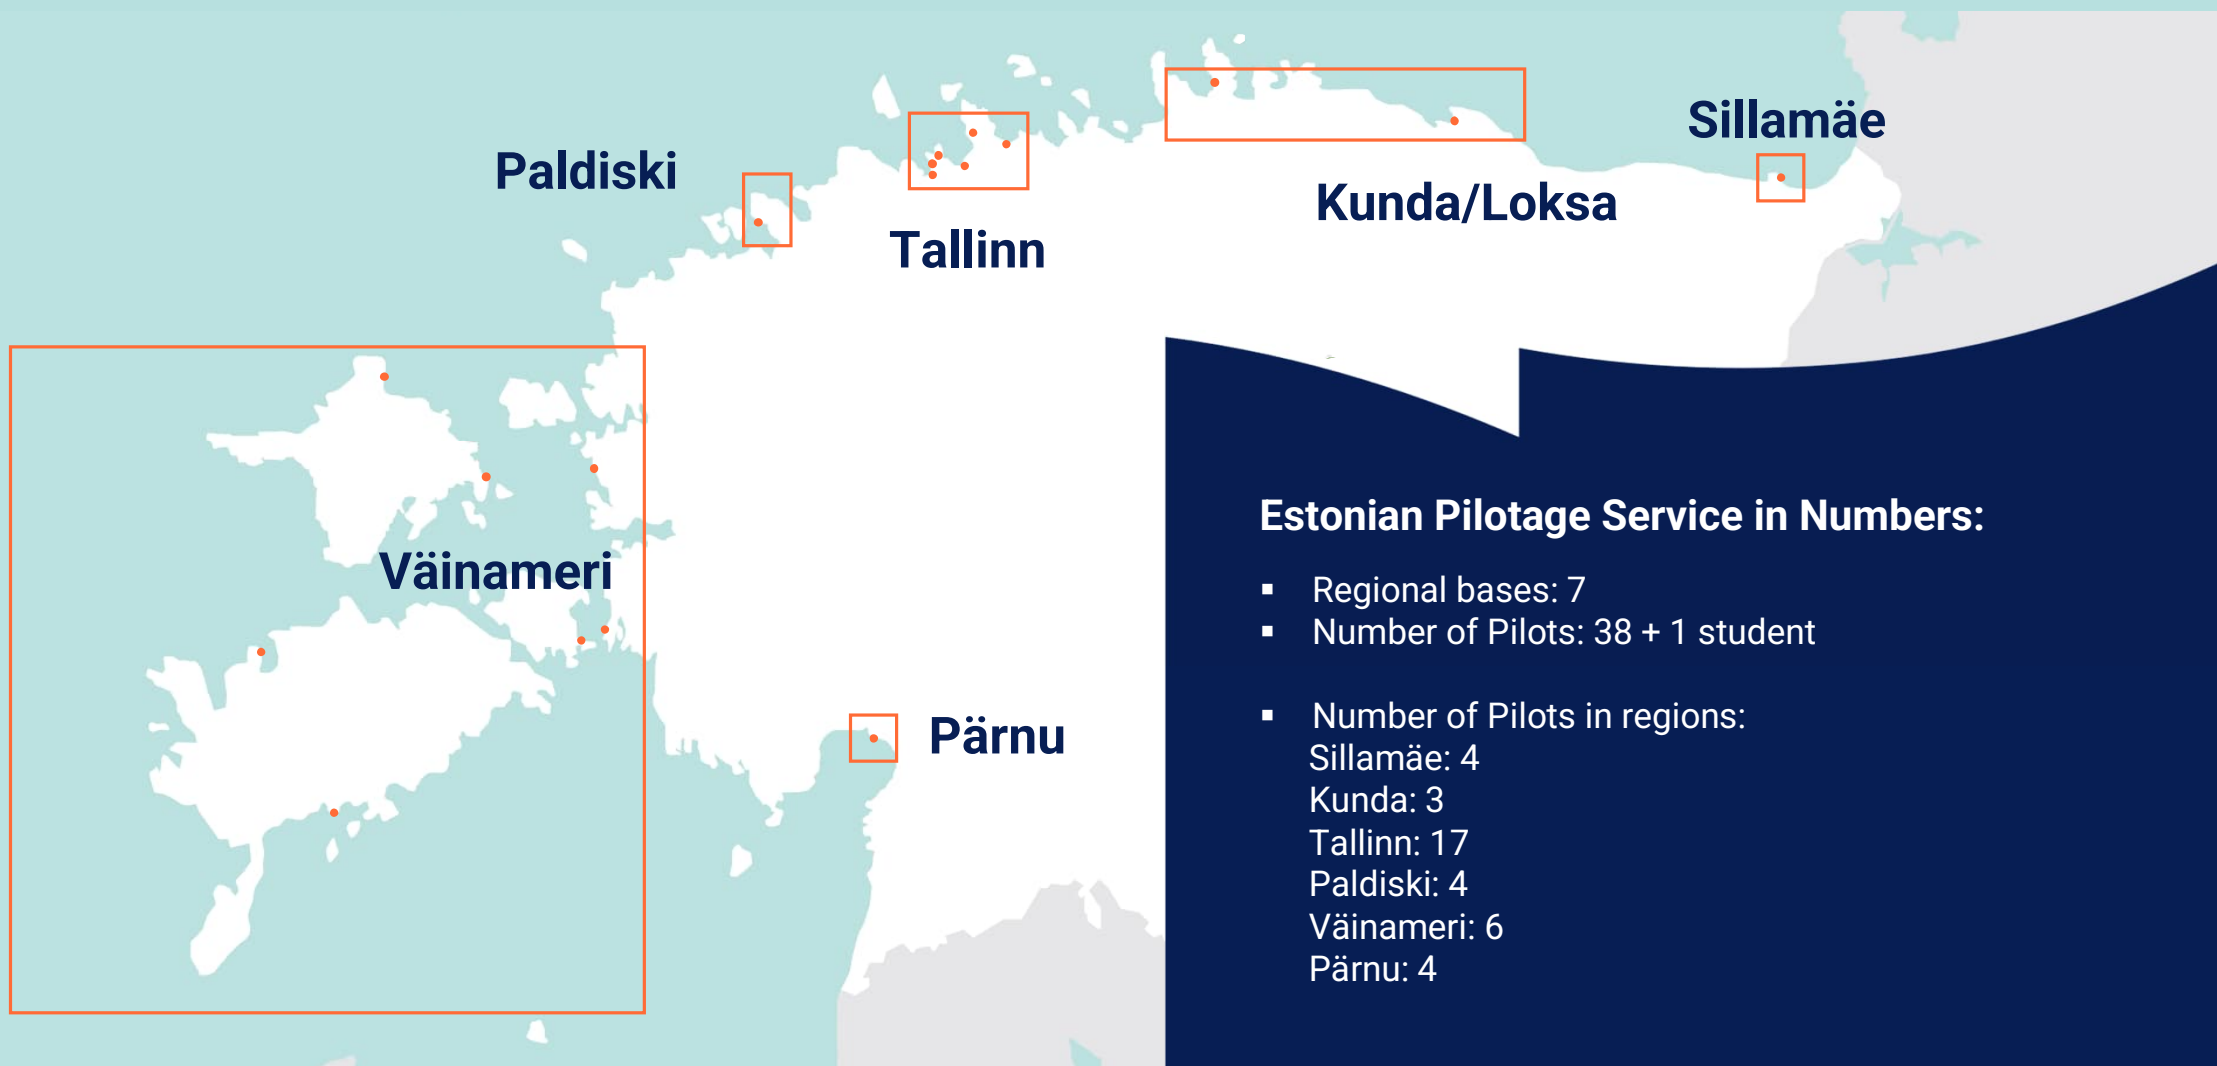 Sillamäe
Paldiski
Kunda/Loksa
Tallinn
Väinameri
Pärnu
Estonian Pilotage Service in Numbers:
▪ Regional bases: 7
▪ Number of Pilots: 38 + 1 student
▪ Number of Pilots in regions:
Sillamäe: 4
Kunda: 3
Tallinn: 17
Paldiski: 4
Väinameri: 6
Pärnu: 4